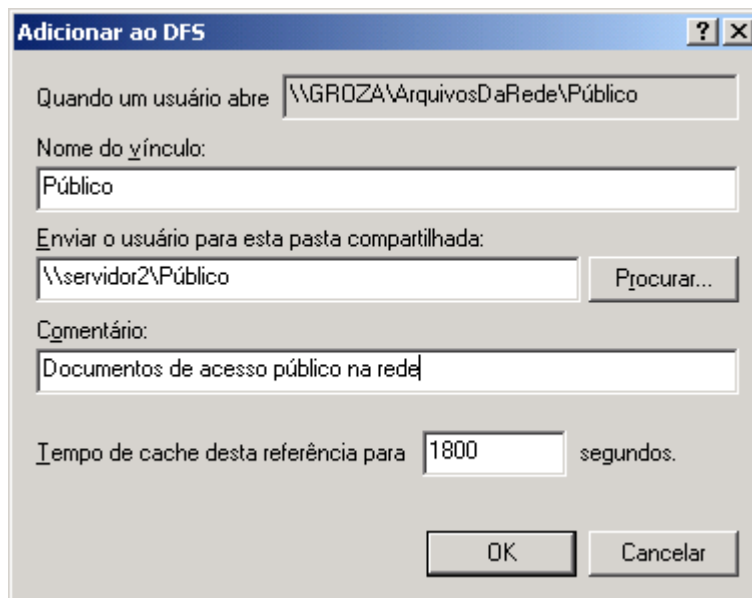 Adicionar ao DFS
Quando um usuário abre \\GROZA\ArquivosDaRede\Público
Nome do vínculo:
Público
Enviar o usuário para esta pasta compartilhada:
\\servidor2\Público
Procurar...
Comentário:
Documentos de acesso público na rede
Tempo de cache desta referência para 1800 segundos.
OK Cancelar